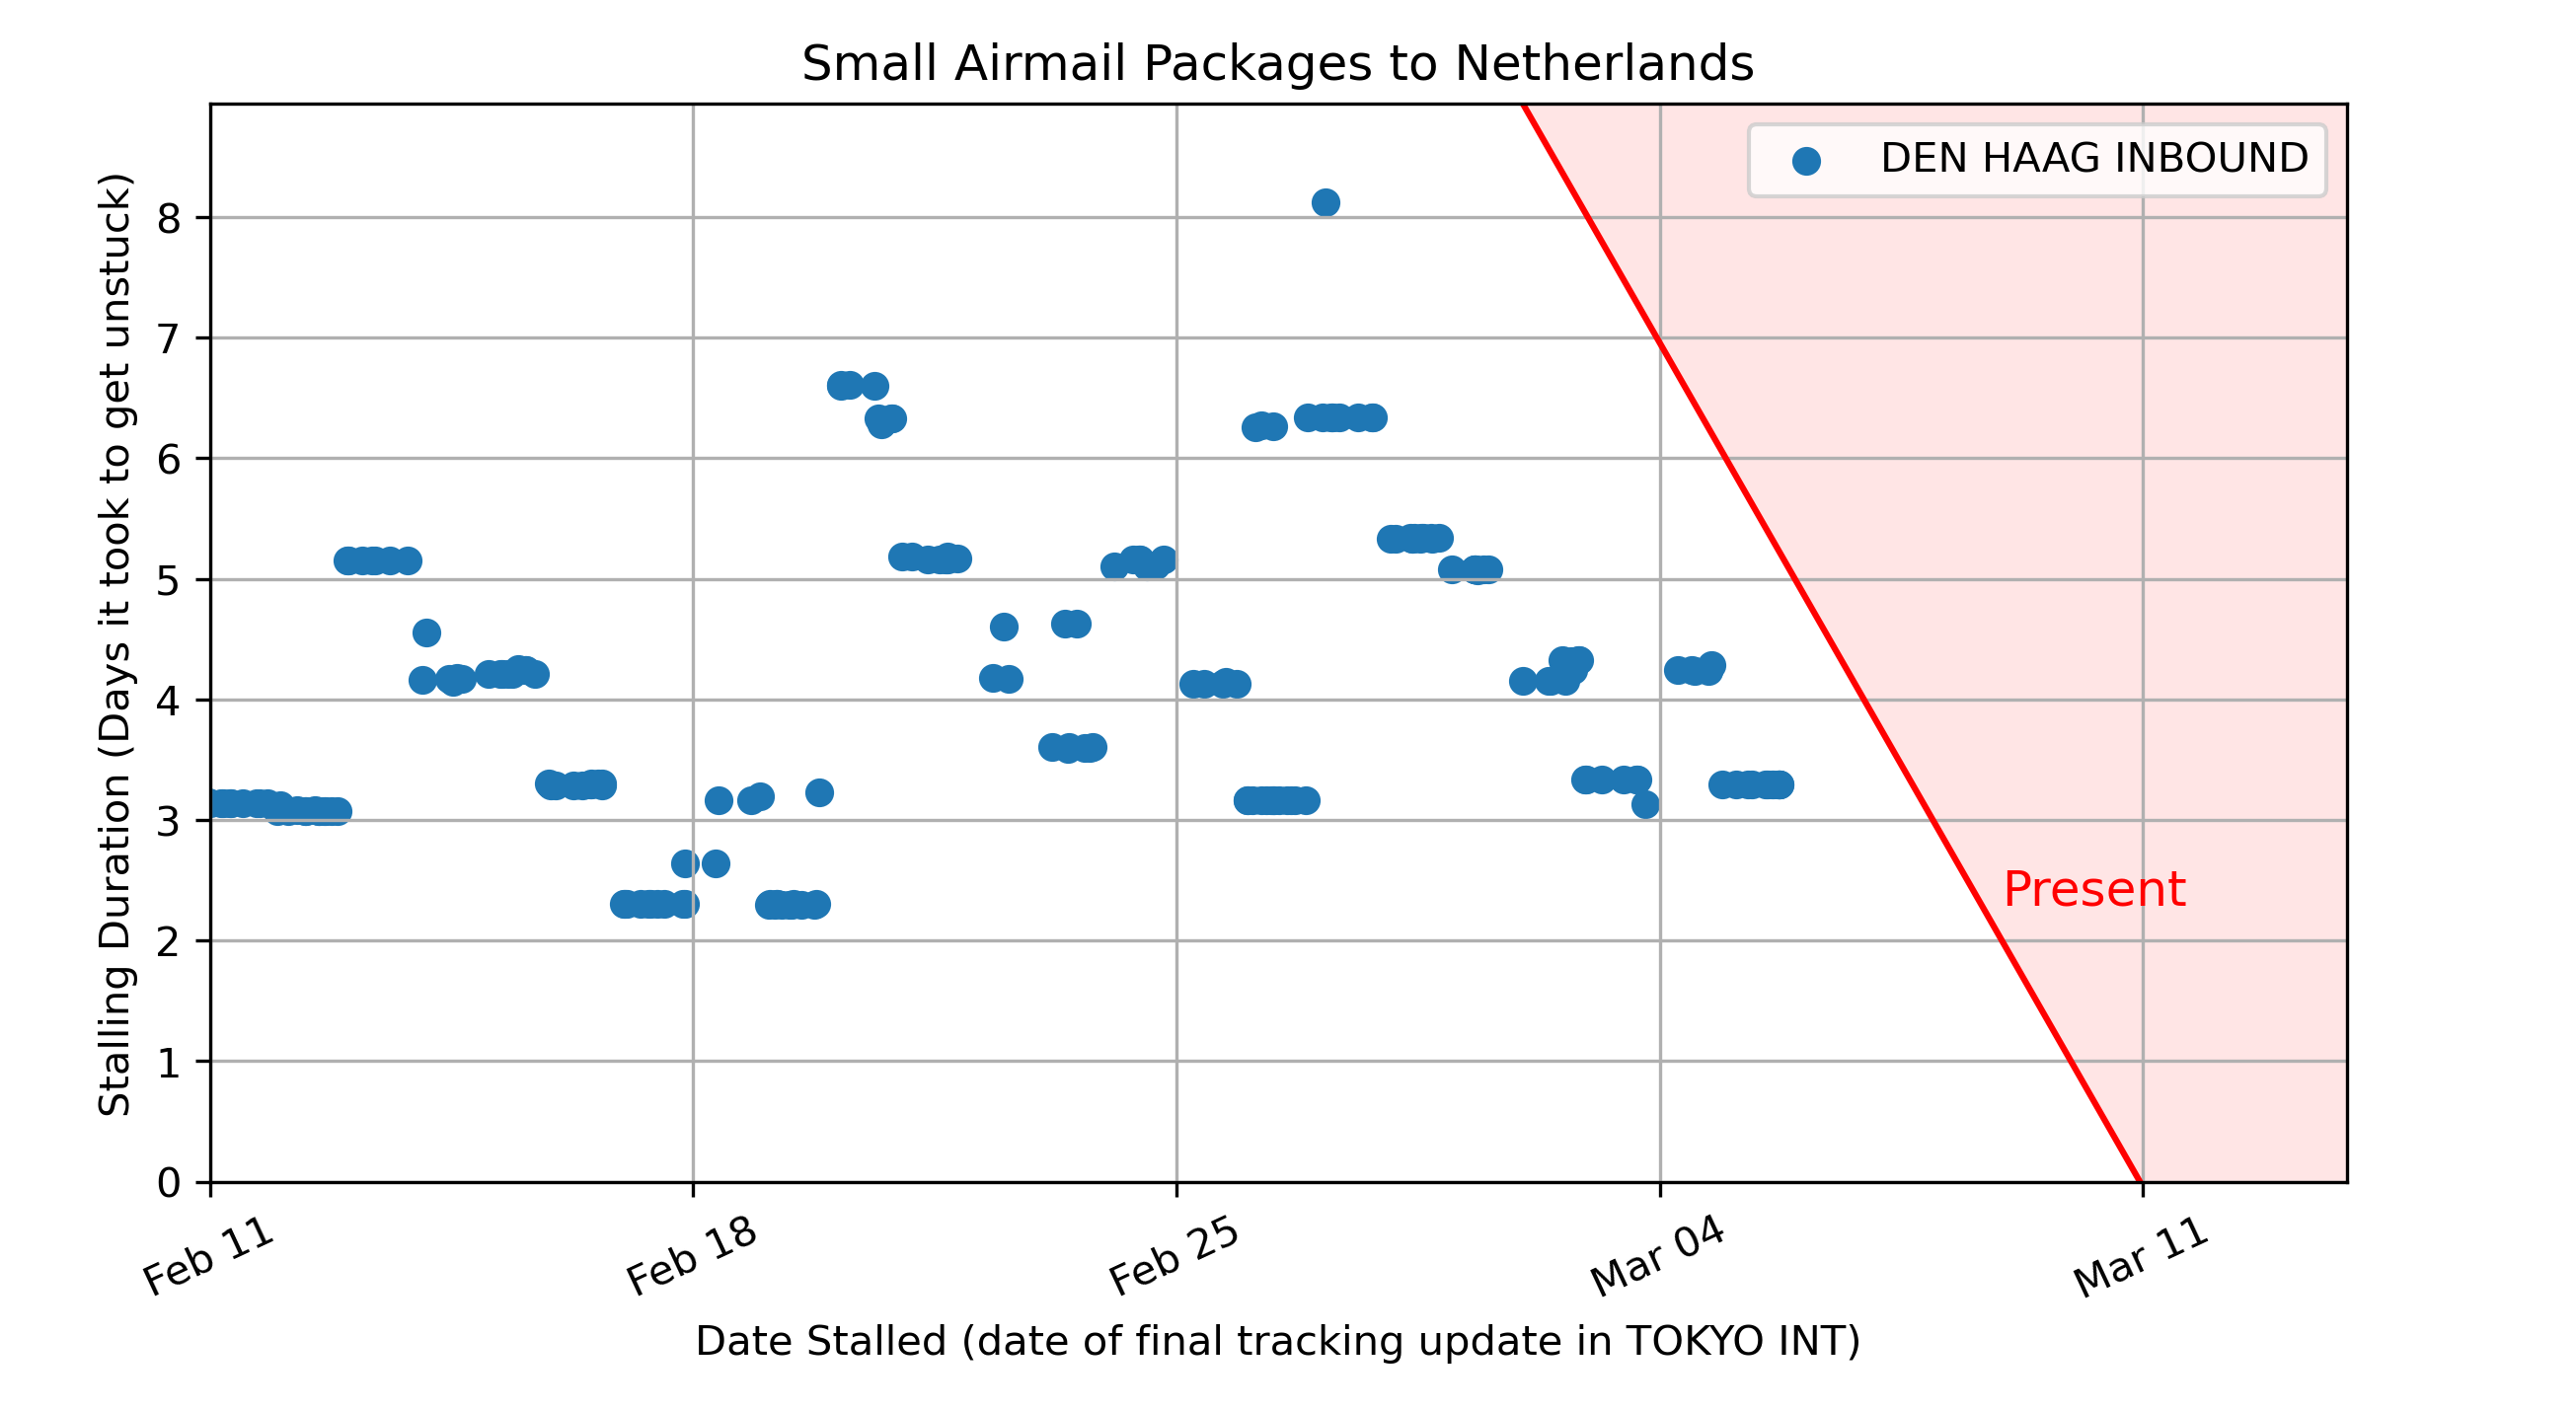 Small Airmail Packages to Netherlands
DEN HAAG INBOUND
Stalling Duration (Days it took to get unstuck)
8
7
6
5
4
3
2
1
0
Present
Feb 11
Feb 18
Feb 25
Mar 04
Mar 11
Date Stalled (date of final tracking update in TOKYO INT)